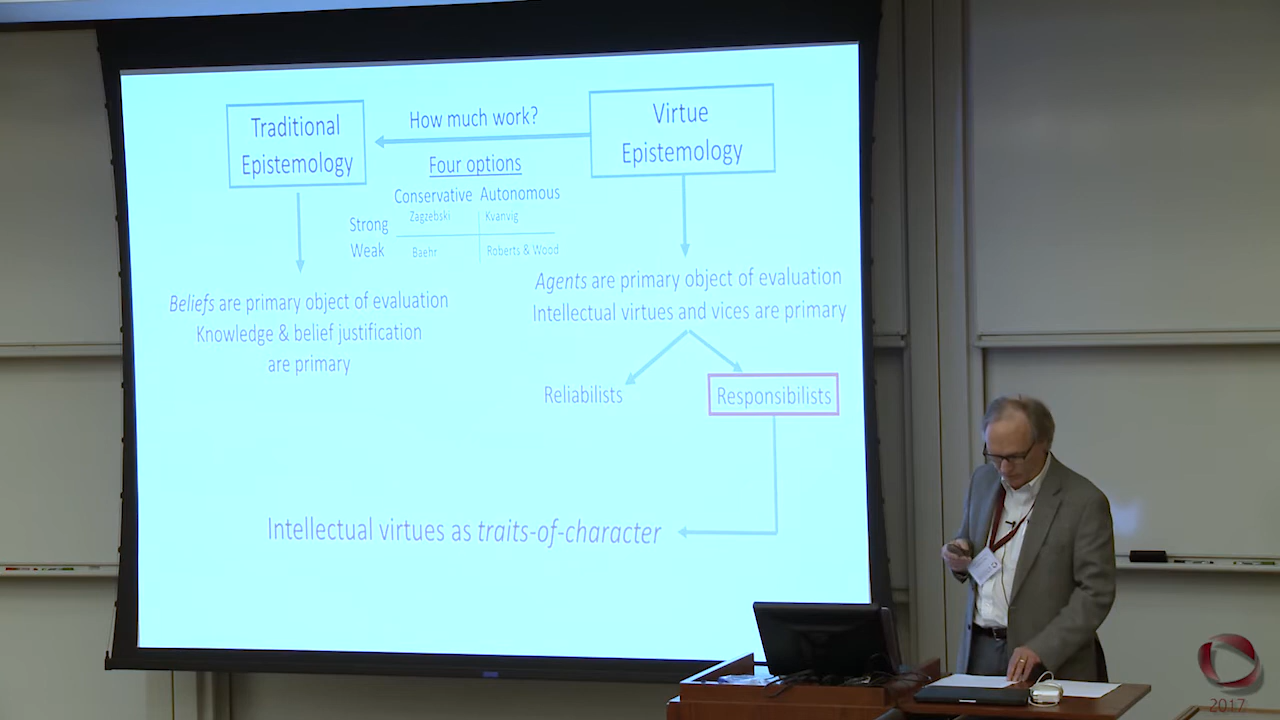 Traditional
Epistemology
How much work?
Virtue
Epistemology
Four options
Conservative Autonomous
Strong Zagzebski Kvanvig
Weak Baehr Roberts & Wood
Beliefs are primary object of evaluation
Knowledge & belief justification
are primary
Agents are primary object of evaluation
Intellectual virtues and vices are primary
Reliabilists
Responsibilists
Intellectual virtues as traits-of-character
2017